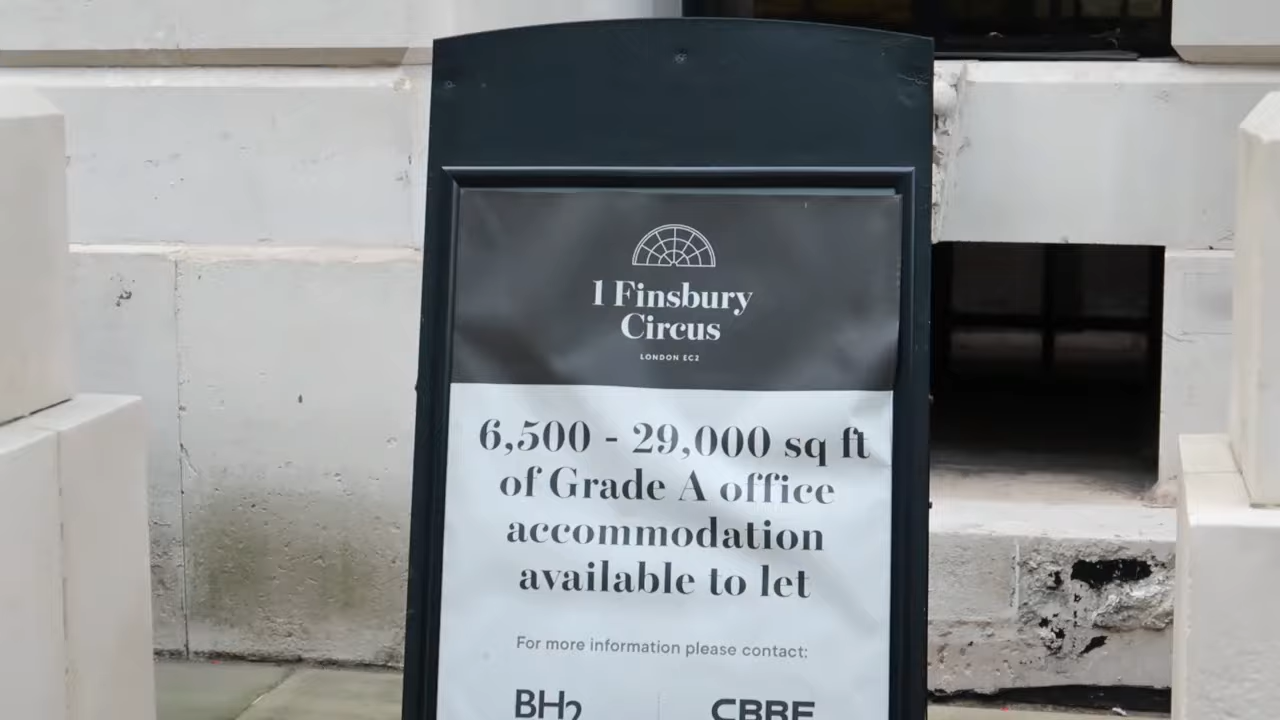 1 Finsbury
Circus
LONDON EC2
6,500 - 29,000 sq ft
of Grade A office
accommodation
available to let
For more information please contact:
BH2 CBRE